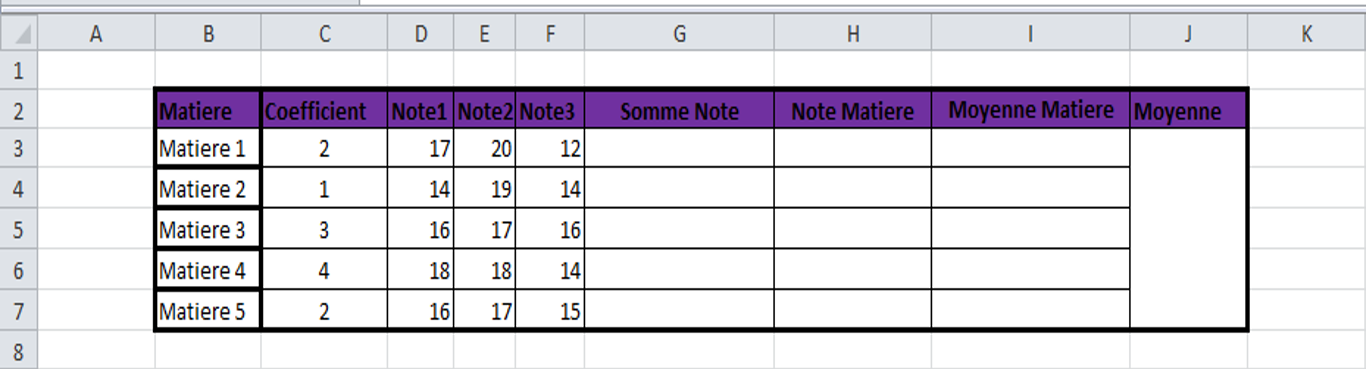 A B C D E F G H I J K
1
2 Matiere Coefficient Note1 Note2 Note3 Somme Note Note Matiere Moyenne Matiere Moyenne
3 Matiere 1 2 17 20 12
4 Matiere 2 1 14 19 14
5 Matiere 3 3 16 17 16
6 Matiere 4 4 18 18 14
7 Matiere 5 2 16 17 15
8